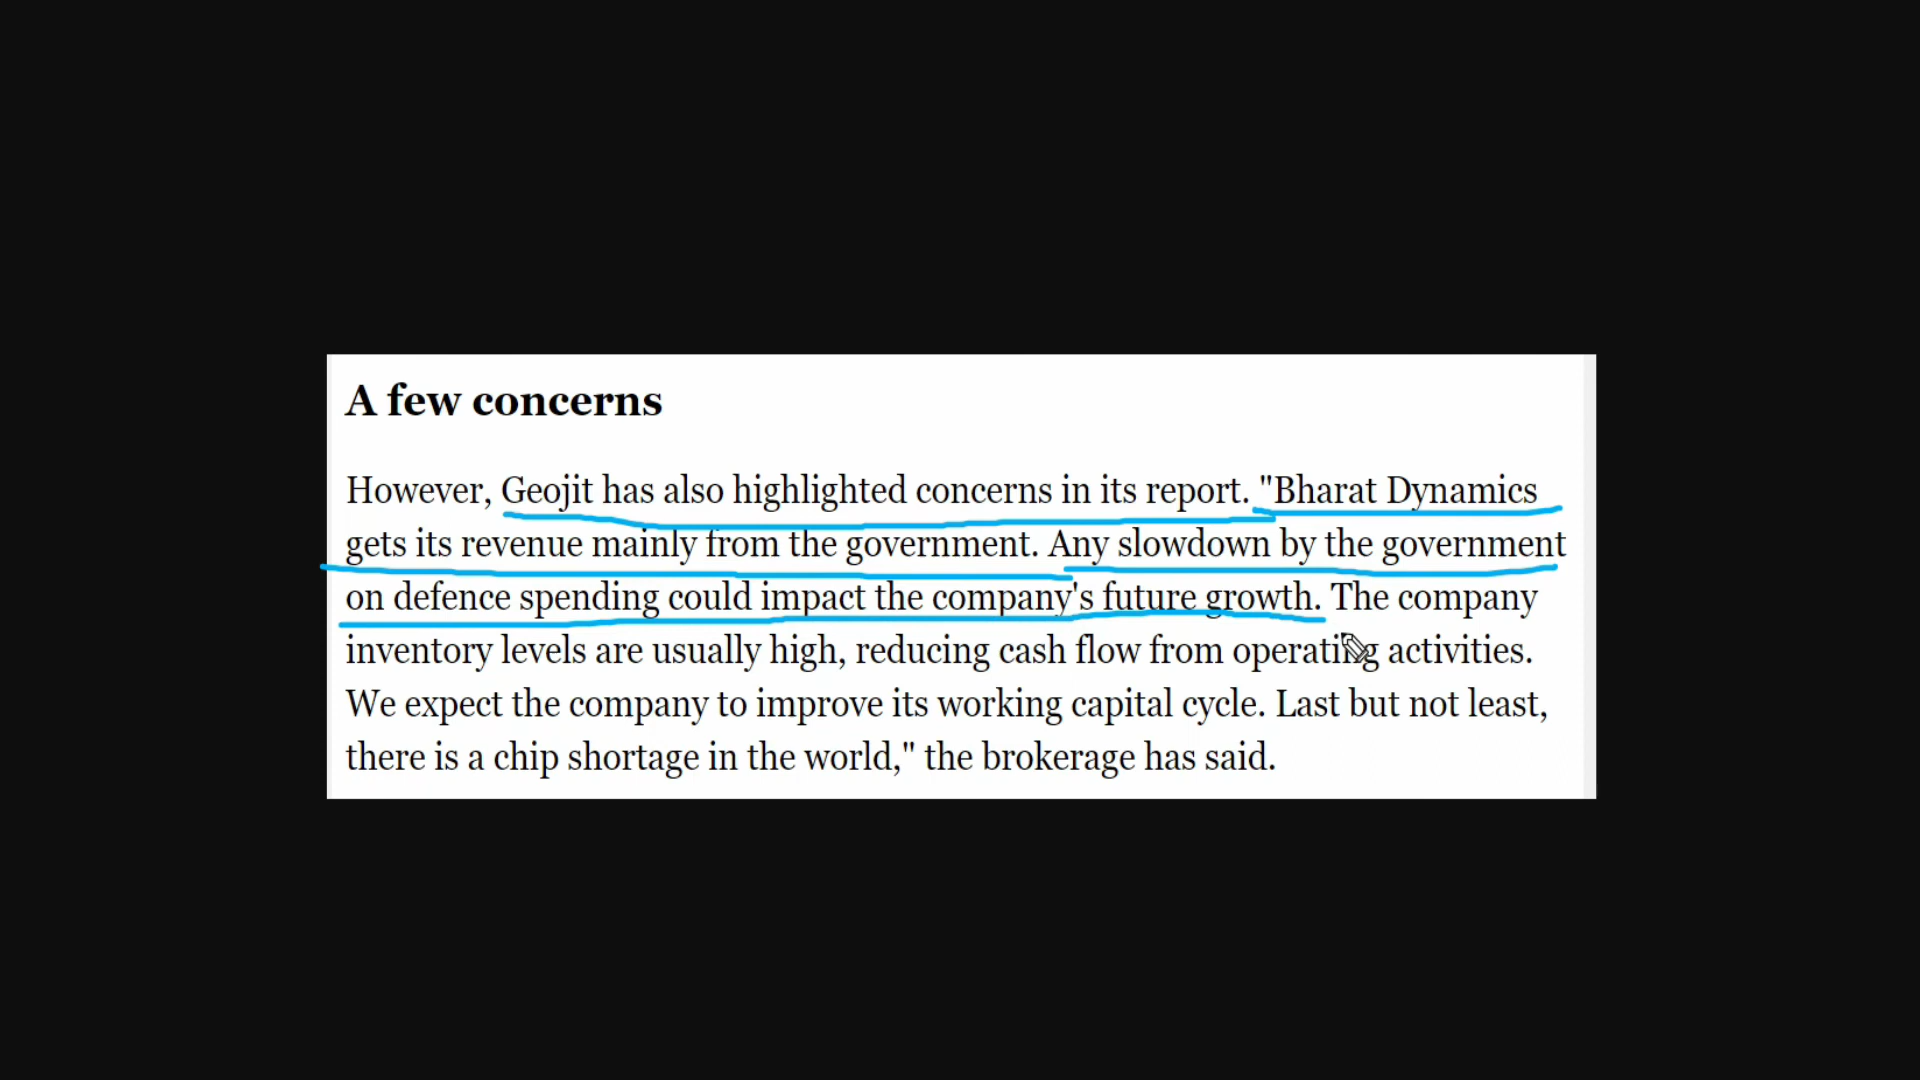 A few concerns
However, Geojit has also highlighted concerns in its report. "Bharat Dynamics
gets its revenue mainly from the government. Any slowdown by the government
on defence spending could impact the company's future growth. The company
inventory levels are usually high, reducing cash flow from operating activities.
We expect the company to improve its working capital cycle. Last but not least,
there is a chip shortage in the world," the brokerage has said.